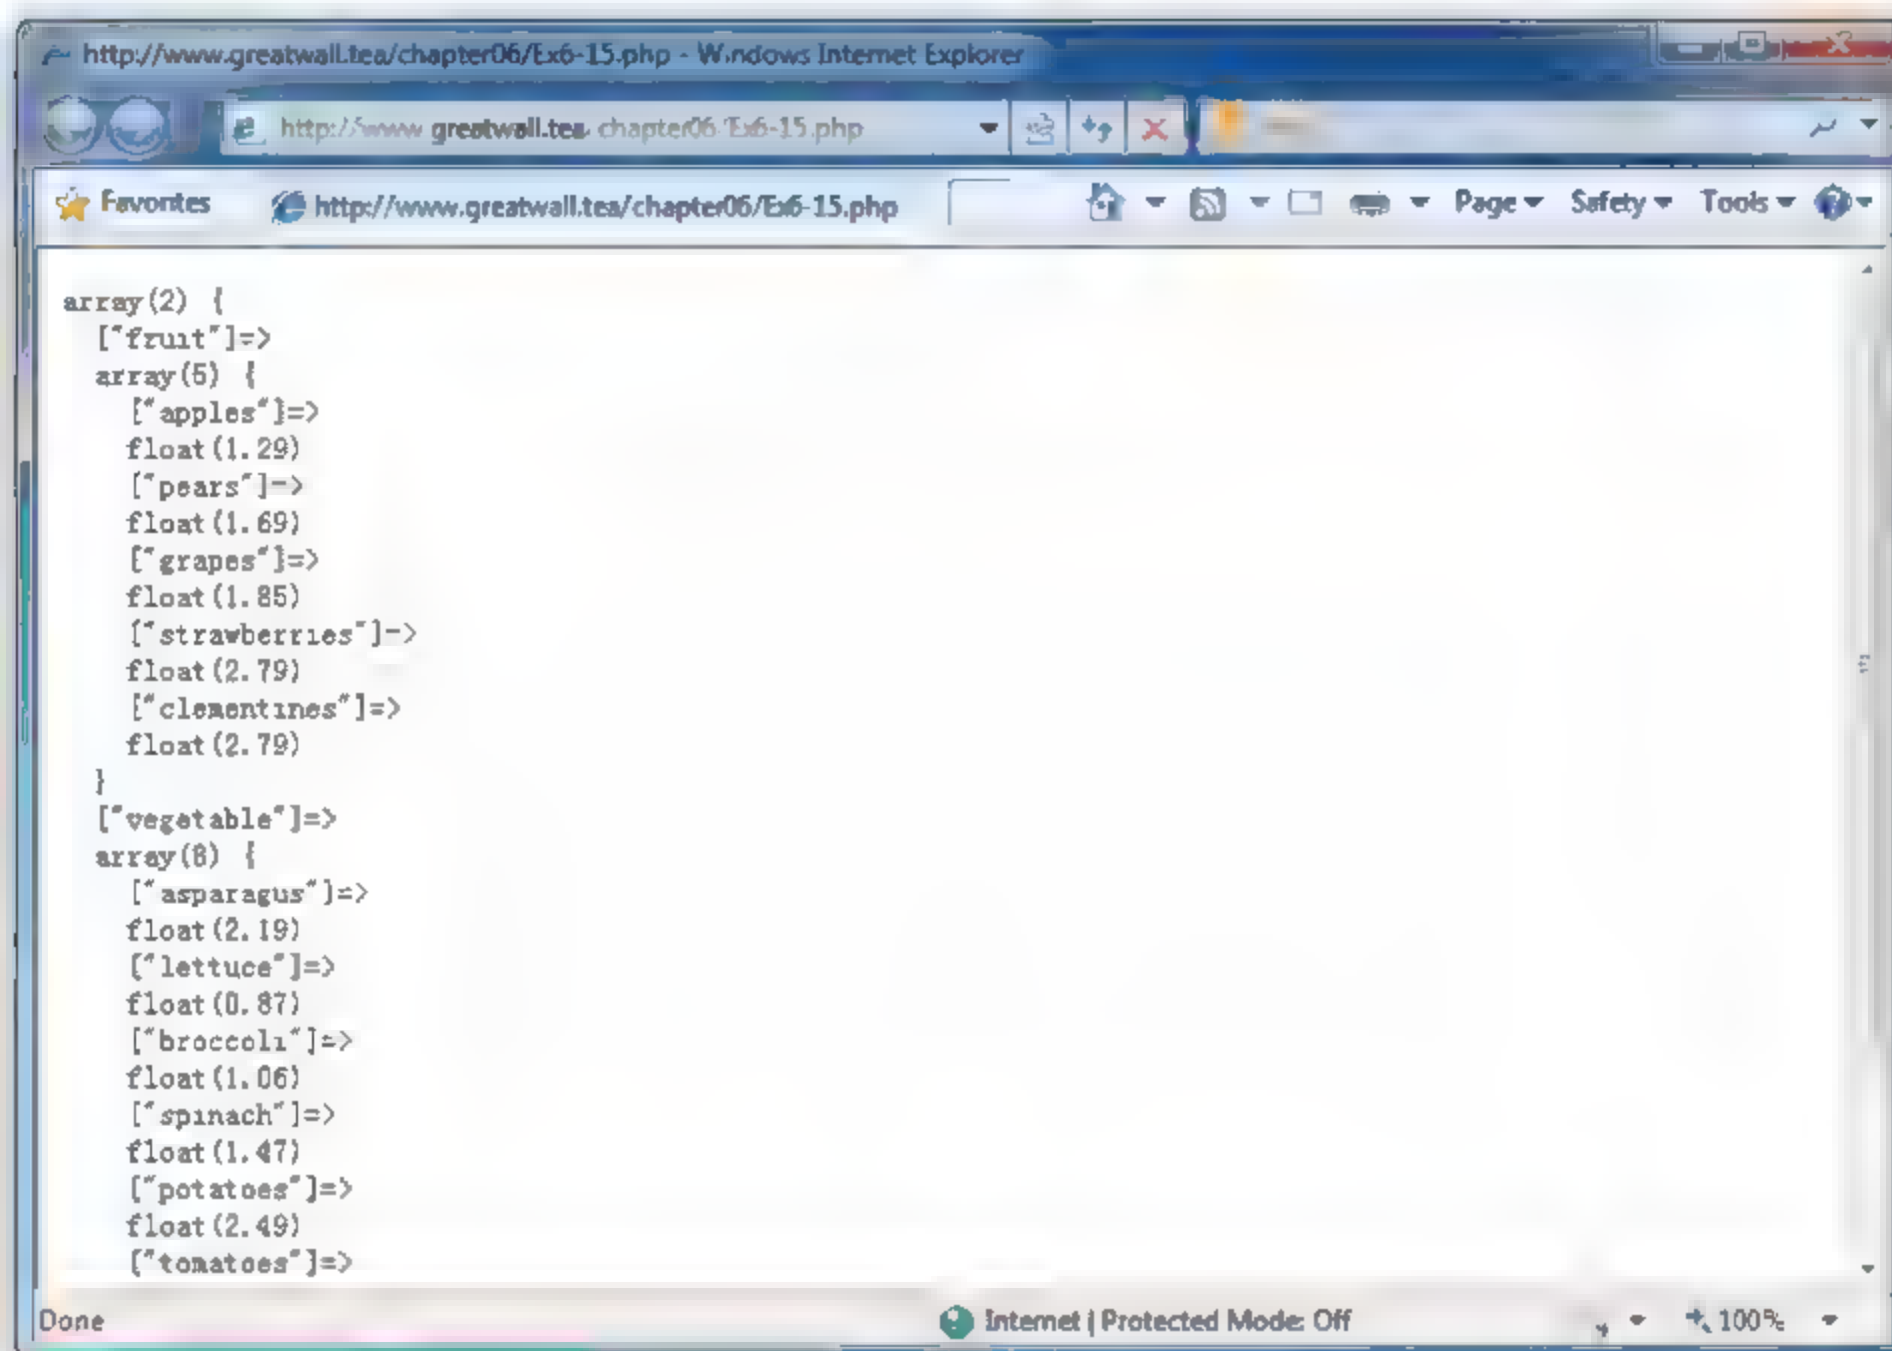 http://www.greatwall.tea/chapter06/Ex6-15.php - Windows Internet Explorer
http://www.greatwall.tea/chapter06/Ex6-15.php
Favorites
http://www.greatwall.tea/chapter06/Ex6-15.php
Page Safety Tools
array(2) {
["fruit"]=>
array(5) {
["apples"]=>
float(1.29)
["pears"]=>
float(1.69)
["grapes"]=>
float(1.85)
["strawberries"]=>
float(2.79)
["clementines"]=>
float(2.79)
}
["vegetable"]=>
array(8) {
["asparagus"]=>
float(2.19)
["lettuce"]=>
float(0.87)
["broccoli"]=>
float(1.06)
["spinach"]=>
float(1.47)
["potatoes"]=>
float(2.49)
["tomatoes"]=>
Done
Internet | Protected Mode: Off
100%